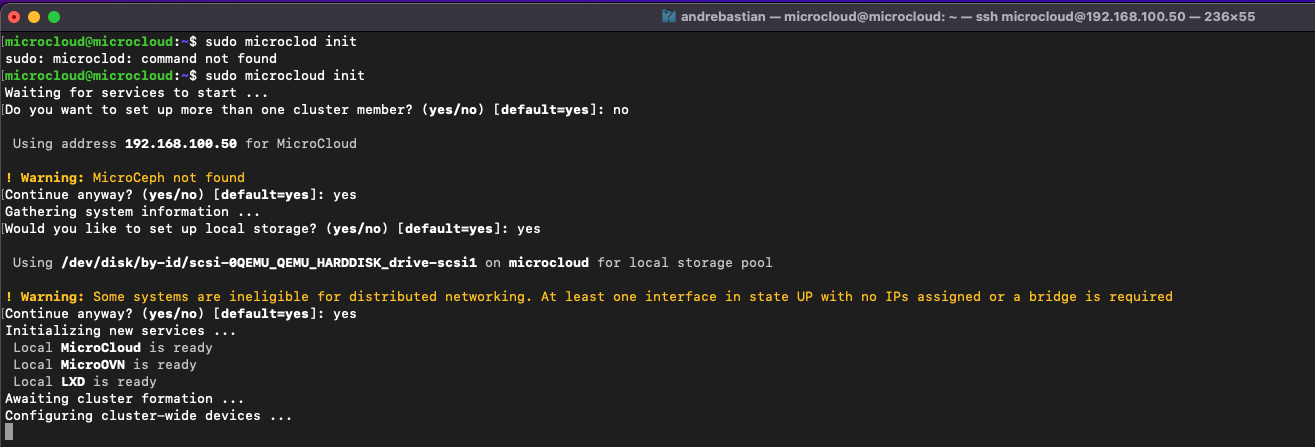 andrebastian — microcloud@microcloud: ~ — ssh microcloud@192.168.100.50 — 236×55
[microcloud@microcloud:~$ sudo microclod init
sudo: microclod: command not found
[microcloud@microcloud:~$ sudo microcloud init
Waiting for services to start ...
[Do you want to set up more than one cluster member? (yes/no) [default=yes]: no
Using address 192.168.100.50 for MicroCloud
! Warning: MicroCeph not found
[Continue anyway? (yes/no) [default=yes]: yes
Gathering system information ...
[Would you like to set up local storage? (yes/no) [default=yes]: yes
Using /dev/disk/by-id/scsi-0QEMU_QEMU_HARDDISK_drive-scsi1 on microcloud for local storage pool
! Warning: Some systems are ineligible for distributed networking. At least one interface in state UP with no IPs assigned or a bridge is required
[Continue anyway? (yes/no) [default=yes]: yes
Initializing new services ...
Local MicroCloud is ready
Local MicroOVN is ready
Local LXD is ready
Awaiting cluster formation ...
Configuring cluster-wide devices ...